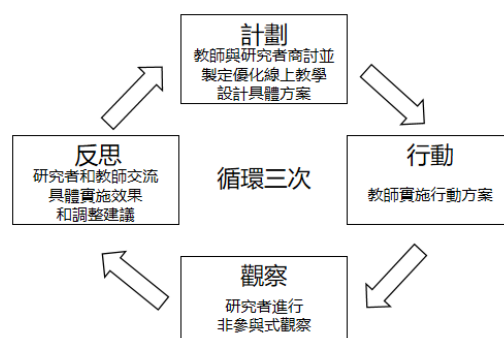 計劃
教師與研究者商討並
製定優化線上教學
設計具體方案
行動
教師實施行動方案
觀察
研究者進行
非參與式觀察
反思
研究者和教師交流
具體實施效果
和調整建議
循環三次